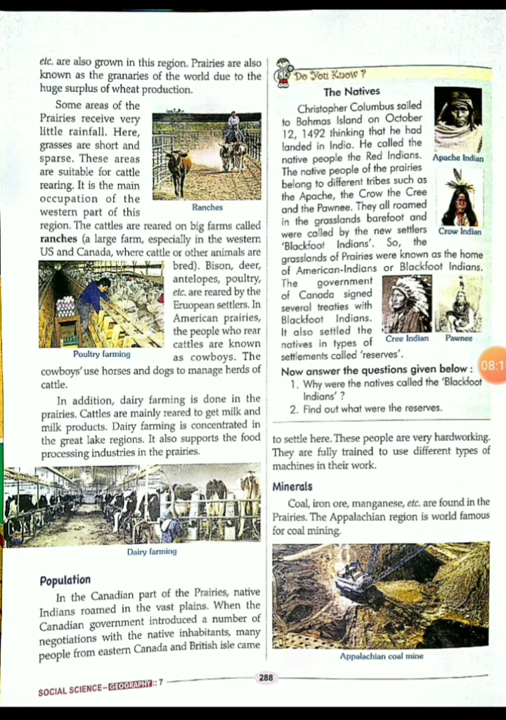 etc. are also grown in this region. Prairies are also
known as the granaries of the world due to the
huge surplus of wheat production.
Some areas of the
Prairies receive very
little rainfall. Here,
grasses are short and
sparse. These areas
are suitable for cattle
rearing. It is the main
occupation of the
western part of this
Ranches
region. The cattles are reared on big farms called
ranches (a large farm, especially in the western
US and Canada, where cattle or other animals are
bred). Bison, deer,
antelopes, poultry,
etc. are reared by the
Eruopean settlers. In
American prairies,
the people who rear
cattles are known
as cowboys. The
Poultry farming
cowboys' use horses and dogs to manage herds of
cattle.
In addition, dairy farming is done in the
prairies. Cattles are mainly reared to get milk and
milk products. Dairy farming is concentrated in
the great lake regions. It also supports the food
processing industries in the prairies.
Dairy farming
Population
In the Canadian part of the Prairies, native
Indians roamed in the vast plains. When the
Canadian government introduced a number of
negotiations with the native inhabitants, many
people from eastern Canada and British isle came
Do You Know ?
The Natives
Christopher Columbus sailed
to Bahmas Island on October
12, 1492 thinking that he had
landed in India. He called the
native people the Red Indians.
The native people of the prairies
belong to different tribes such as
the Apache, the Crow the Cree
and the Pawnee. They all roamed
in the grasslands barefoot and
were called by the new settlers
'Blackfoot Indians'. So, the
grasslands of Prairies were known as the home
of American-Indians or Blackfoot Indians.
The government
of Canada signed
several treaties with
Blackfoot Indians.
It also settled the
natives in types of
settlements called 'reserves'.
Apache Indian
Crow Indian
Cree Indian
Pawnee
Now answer the questions given below :
1. Why were the natives called the 'Blackfoot
Indians' ?
2. Find out what were the reserves.
to settle here. These people are very hardworking.
They are fully trained to use different types of
machines in their work.
Minerals
Coal, iron ore, manganese, etc. are found in the
Prairies. The Appalachian region is world famous
for coal mining.
Appalachian coal mine
SOCIAL SCIENCE–GEOGRAPHY:: 7
288